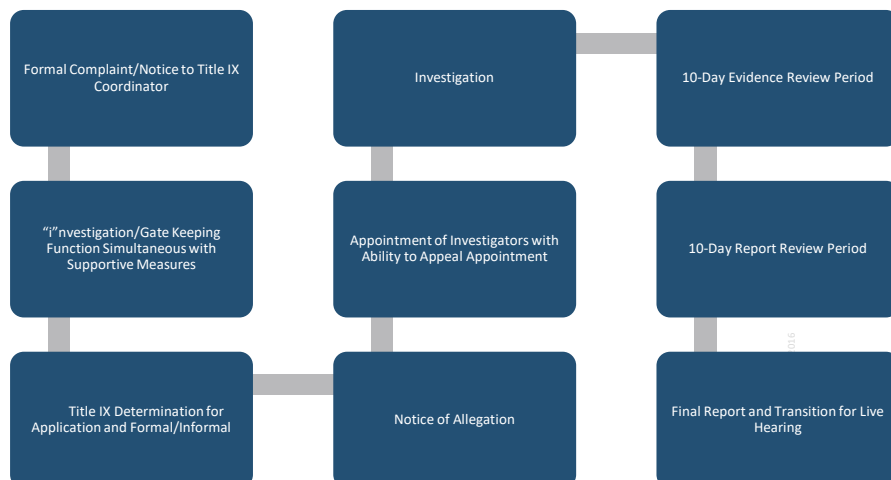 Formal Complaint/Notice to Title IX
Coordinator
“i”nvestigation/Gate Keeping
Function Simultaneous with
Supportive Measures
Title IX Determination for
Application and Formal/Informal
Notice of Allegation
Appointment of Investigators with
Ability to Appeal Appointment
Investigation
10-Day Evidence Review Period
10-Day Report Review Period
Final Report and Transition for Live
Hearing
2016